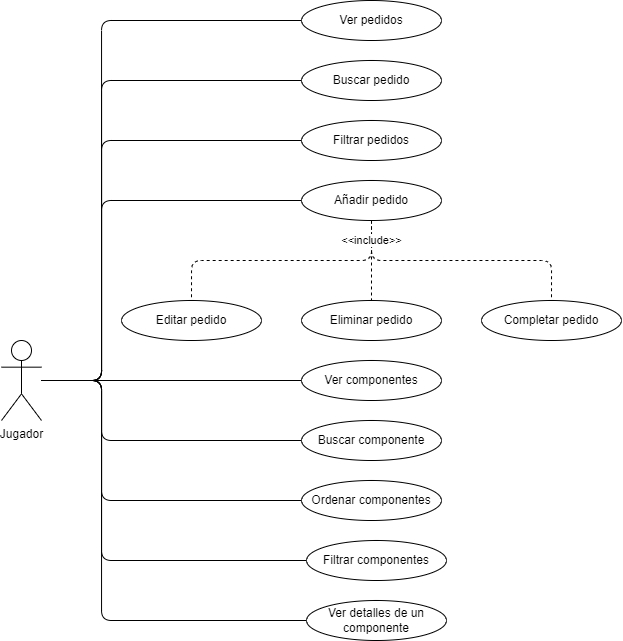 Ver pedidos
Buscar pedido
Filtrar pedidos
Añadir pedido
<<include>>
Editar pedido
Eliminar pedido
Completar pedido
Ver componentes
Jugador
Buscar componente
Ordenar componentes
Filtrar componentes
Ver detalles de un
componente